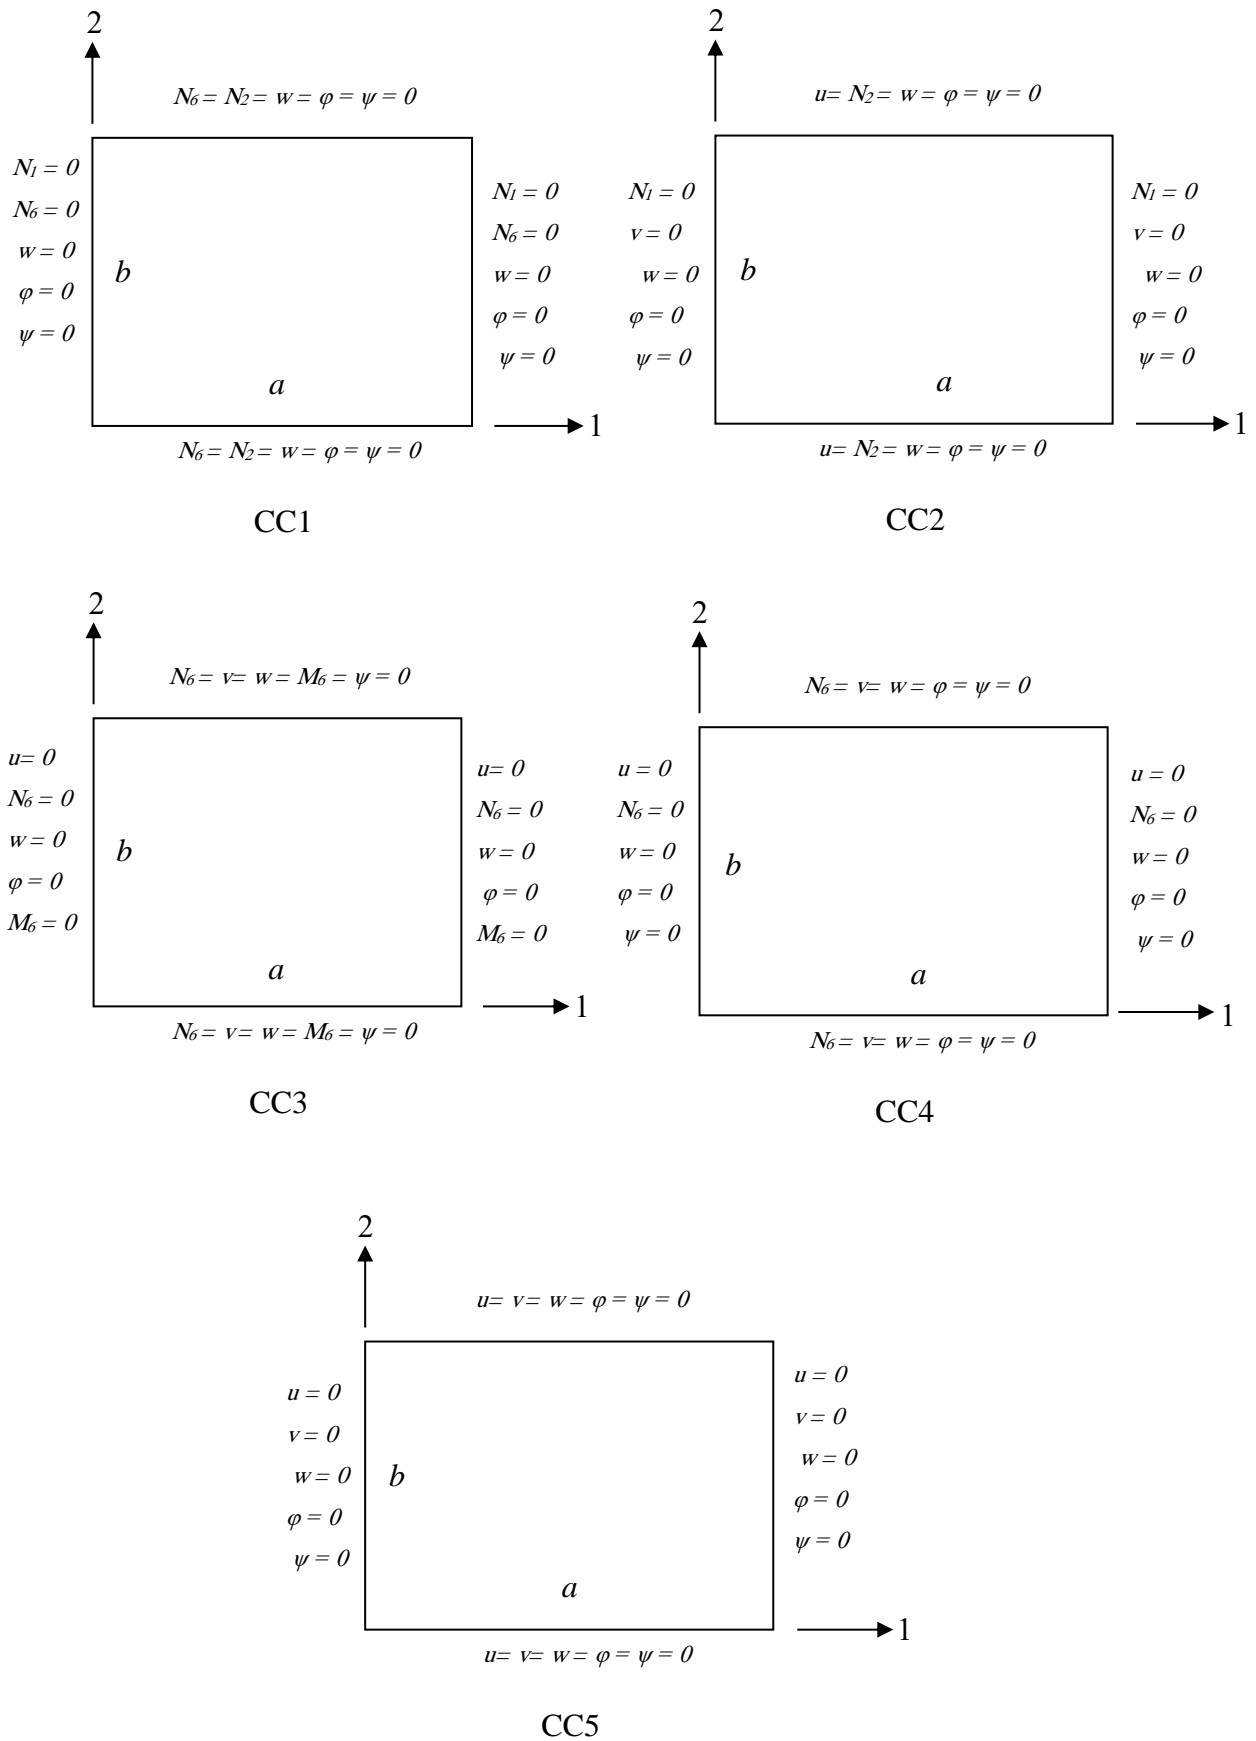 2
N₆ = N₂ = w = φ = ψ = 0
N₁ = 0
N₆ = 0
w = 0
φ = 0
ψ = 0
b
a
N₁ = 0
N₆ = 0
w = 0
φ = 0
ψ = 0
1
N₆ = N₂ = w = φ = ψ = 0
CC1
2
u= N₂ = w = φ = ψ = 0
N₁ = 0
v = 0
w = 0
φ = 0
ψ = 0
b
a
N₁ = 0
v = 0
w = 0
φ = 0
ψ = 0
1
u= N₂ = w = φ = ψ = 0
CC2
2
N₆ = v= w = M₆ = ψ = 0
u= 0
N₆ = 0
w = 0
φ = 0
M₆ = 0
b
a
u= 0
N₆ = 0
w = 0
φ = 0
M₆ = 0
1
N₆ = v= w = M₆ = ψ = 0
CC3
2
N₆ = v= w = φ = ψ = 0
u = 0
N₆ = 0
w = 0
φ = 0
ψ = 0
b
a
u = 0
N₆ = 0
w = 0
φ = 0
ψ = 0
1
N₆ = v= w = φ = ψ = 0
CC4
2
u= v= w = φ = ψ = 0
u = 0
v = 0
w = 0
φ = 0
ψ = 0
b
a
u = 0
v = 0
w = 0
φ = 0
ψ = 0
1
u= v= w = φ = ψ = 0
CC5